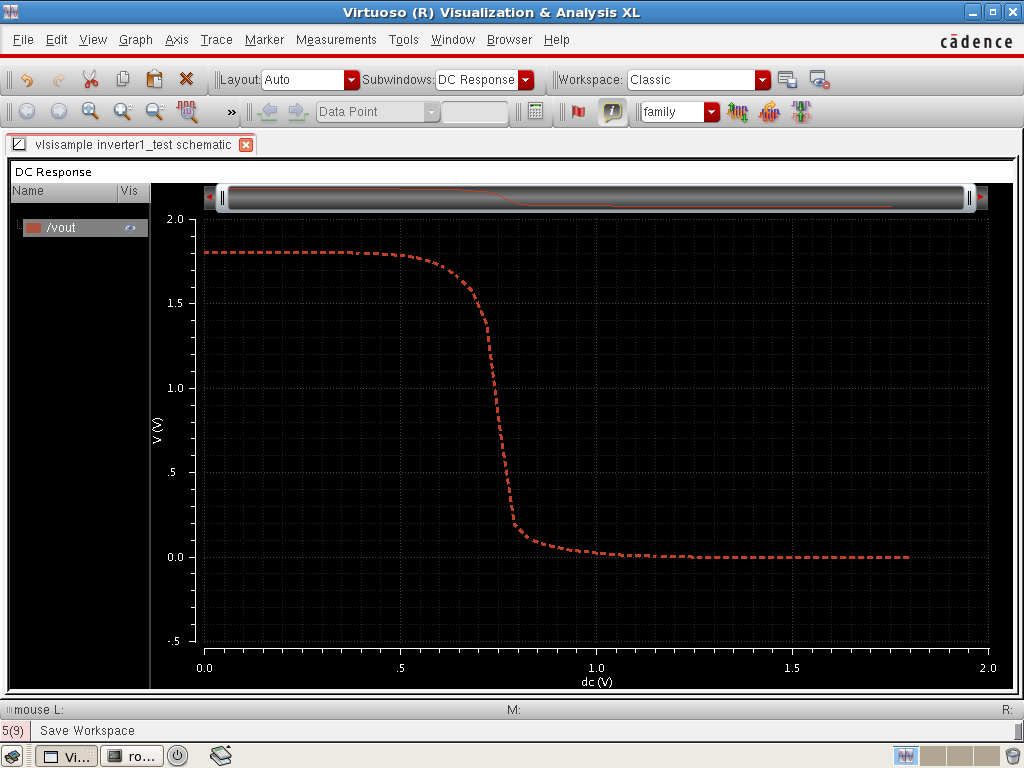 Virtuoso (R) Visualization & Analysis XL
File Edit View Graph Axis Trace Marker Measurements Tools Window Browser Help
cādence
Layout: Auto Subwindows: DC Response Workspace: Classic
» Data Point family
vlsisample inverter1_test schematic
DC Response
Name Vis
/vout
2.0
1.5
1.0
.5
0.0
-.5
V (V)
0.0 .5 1.0 1.5 2.0
dc (V)
mouse L: M: R:
5(9) Save Workspace
Vi... ro...